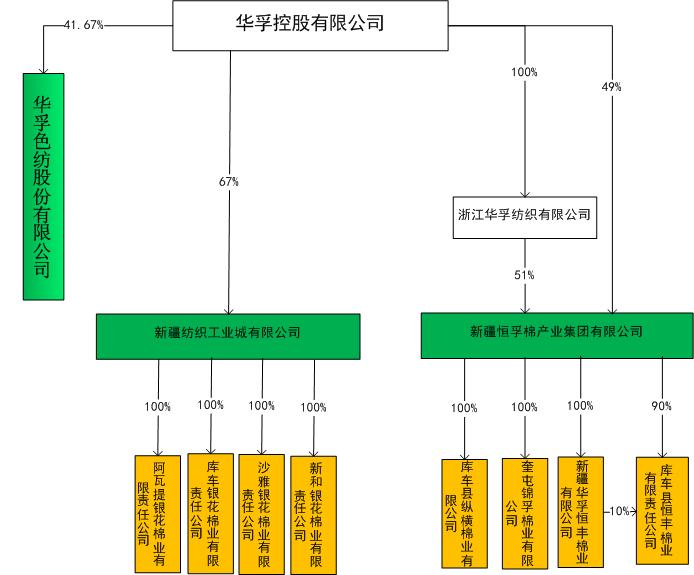 华孚控股有限公司
41.67%
100%
49%
67%
华孚色纺股份有限公司
浙江华孚纺织有限公司
51%
新疆纺织工业城有限公司
新疆恒孚棉产业集团有限公司
100%
100%
100%
100%
100%
100%
100%
90%
阿瓦提银花棉业有
限责任公司
库车银花棉业有限
责任公司
沙雅银花棉业有限
责任公司
新和银花棉业有限
责任公司
库车县纵横棉业有
限公司
奎屯锦孚棉业有限
公司
新疆华孚恒丰棉业
有限公司
10%
库车县恒丰棉业
有限责任公司